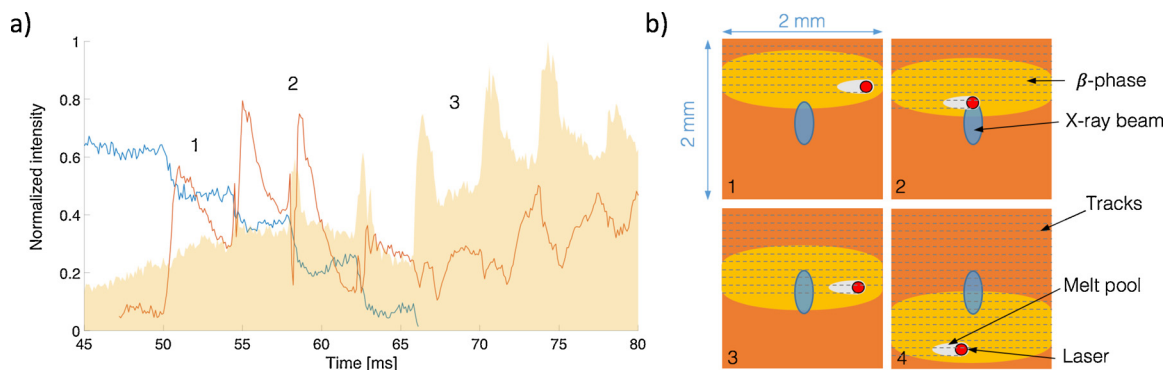 a)
Normalized intensity
1
0.8
0.6
0.4
0.2
0
45
50
55
60
65
70
75
80
Time [ms]
1
2
3
b)
2 mm
2 mm
1
2
3
4
β-phase
X-ray beam
Tracks
Melt pool
Laser